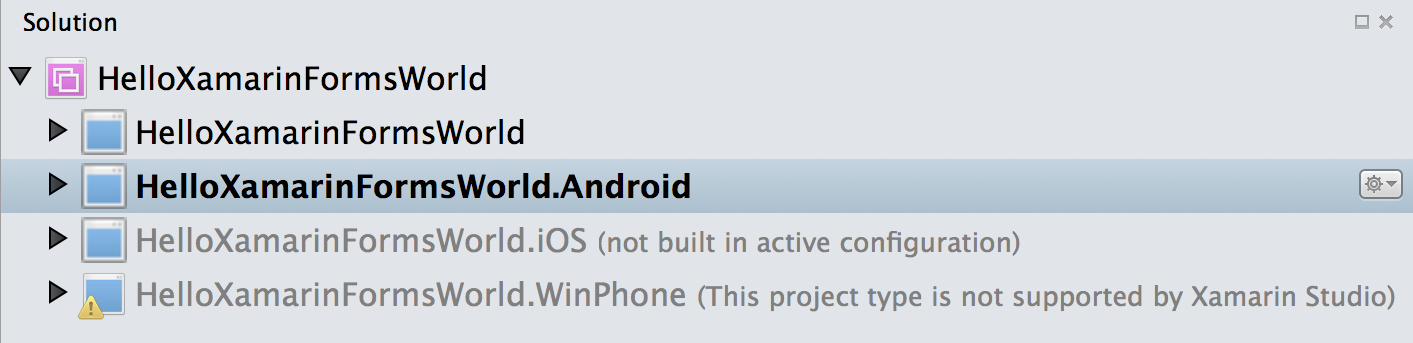 Solution
HelloXamarinFormsWorld
HelloXamarinFormsWorld
HelloXamarinFormsWorld.Android
HelloXamarinFormsWorld.iOS (not built in active configuration)
HelloXamarinFormsWorld.WinPhone (This project type is not supported by Xamarin Studio)